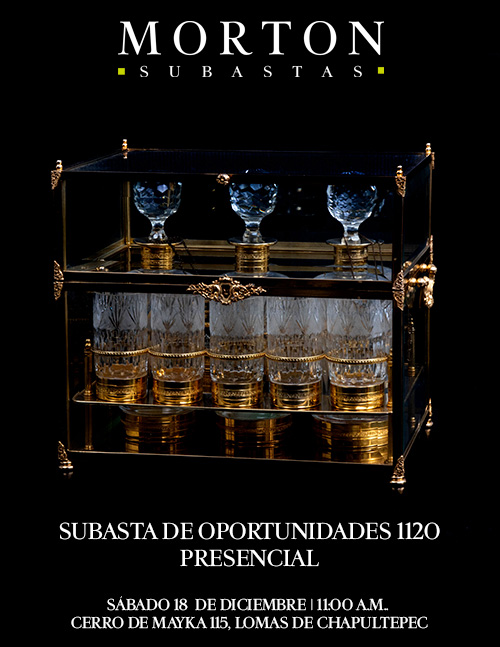 MORTON
SUBASTAS
SUBASTA DE OPORTUNIDADES 1120
PRESENCIAL
SÁBADO 18 DE DICIEMBRE | 11:00 A.M..
CERRO DE MAYKA 115, LOMAS DE CHAPULTEPEC